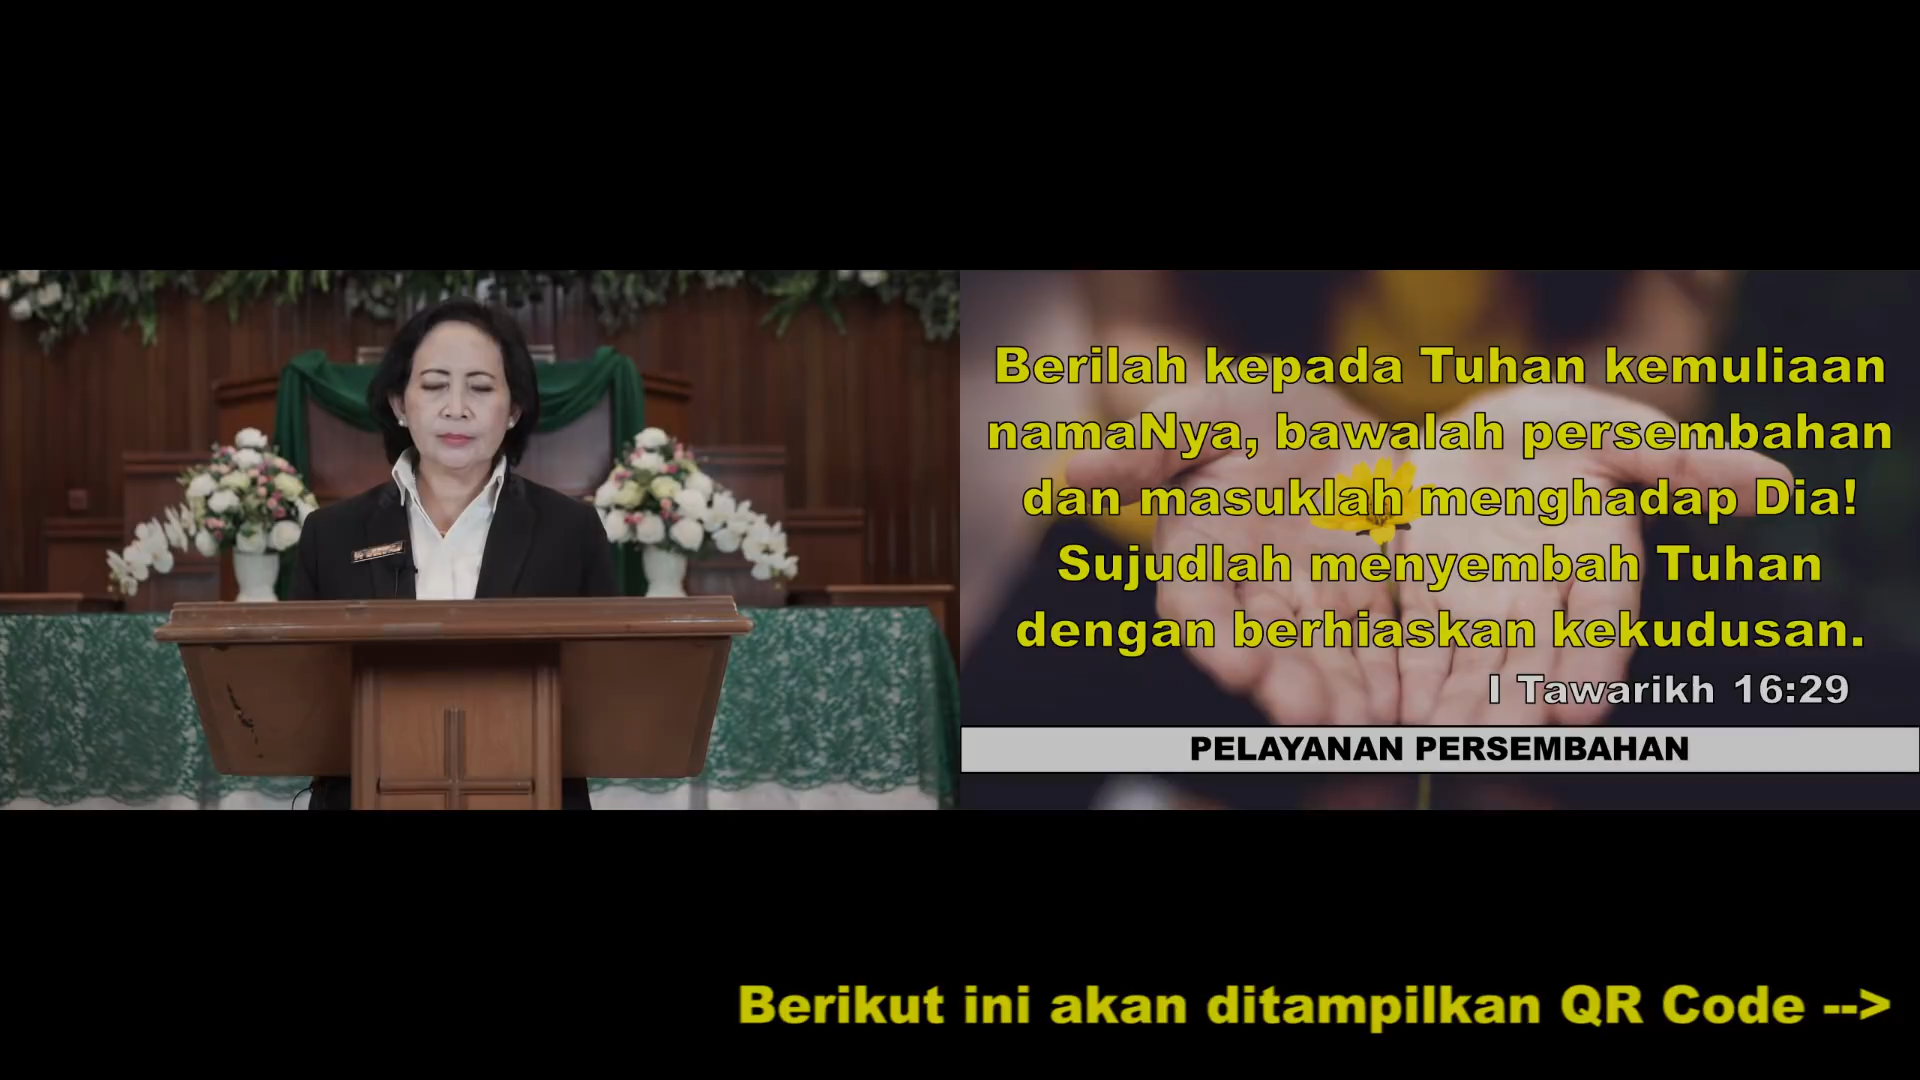 Berilah kepada Tuhan kemuliaan
namaNya, bawalah persembahan
dan masuklah menghadap Dia!
Sujudlah menyembah Tuhan
dengan berhiaskan kekudusan.
I Tawarikh 16:29
PELAYANAN PERSEMBAHAN
Berikut ini akan ditampilkan QR Code -->